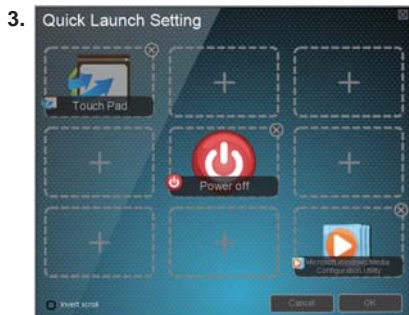 3. Quick Launch Setting
Touch Pad
Power off
Microsoft Windows Media
Configuration Utility
Invert scroll
Cancel
OK